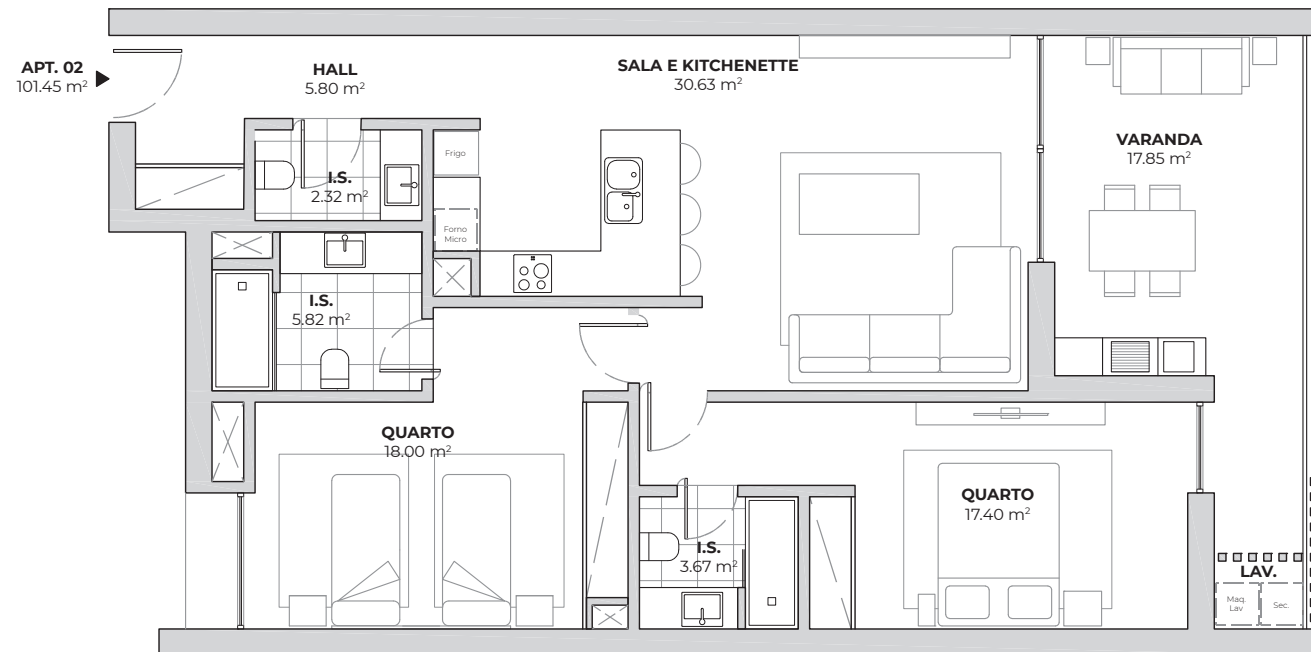 APT. 02
101.45 m²
HALL
5.80 m²
SALA E KITCHENETTE
30.63 m²
VARANDA
17.85 m²
Frigo
I.S.
2.32 m²
Forno
Micro
I.S.
5.82 m²
QUARTO
18.00 m²
QUARTO
17.40 m²
I.S.
3.67 m²
LAV.
Maq.
Lav
Sec.